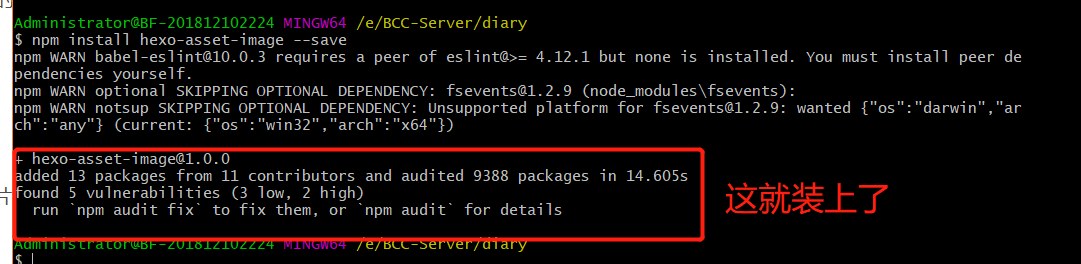 Administrator@BF-201812102224 MINGW64 /e/BCC-Server/diary
$ npm install hexo-asset-image --save
npm WARN babel-eslint@10.0.3 requires a peer of eslint@>= 4.12.1 but none is installed. You must install peer de
pendencies yourself.
npm WARN optional SKIPPING OPTIONAL DEPENDENCY: fsevents@1.2.9 (node_modules\fsevents):
npm WARN notsup SKIPPING OPTIONAL DEPENDENCY: Unsupported platform for fsevents@1.2.9: wanted {"os":"darwin","ar
ch":"any"} (current: {"os":"win32","arch":"x64"})
+ hexo-asset-image@1.0.0
added 13 packages from 11 contributors and audited 9388 packages in 14.605s
found 5 vulnerabilities (3 low, 2 high)
run `npm audit fix` to fix them, or `npm audit` for details
这就装上了
Administrator@BF-201812102224 MINGW64 /e/BCC-Server/diary
$